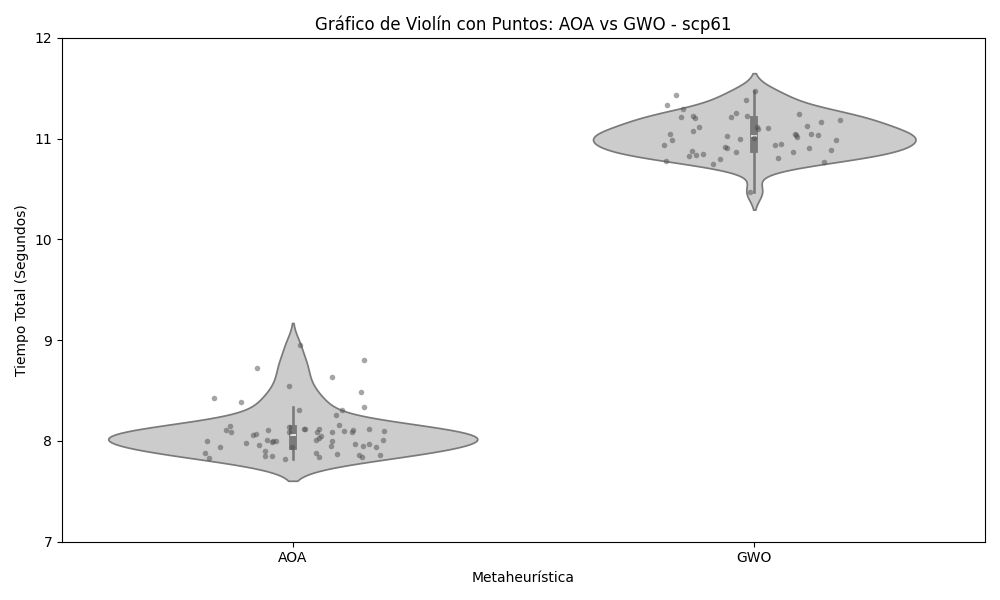 Gráfico de Violín con Puntos: AOA vs GWO - scp61
Tiempo Total (Segundos)
12
11
10
9
8
7
AOA
GWO
Metaheurística